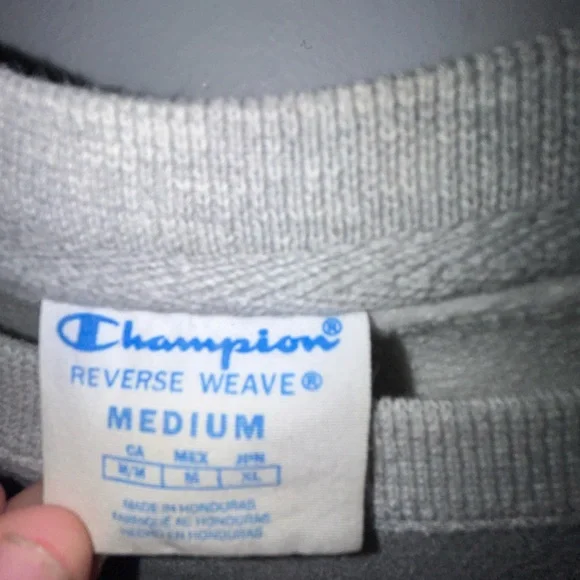 Champion®
REVERSE WEAVE®
MEDIUM
CA MEX JPN
M/M M XL
MADE IN HONDURAS
FABRIQUÉ AU HONDURAS
HECHO EN HONDURAS